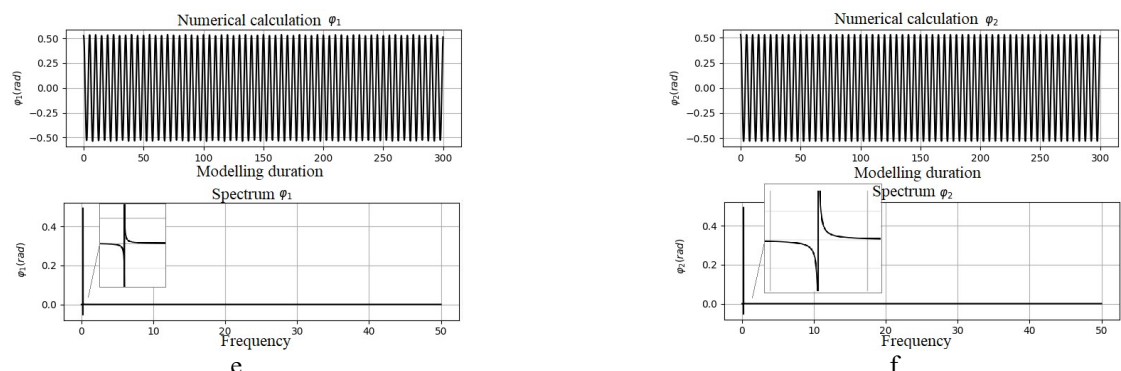 Numerical calculation φ₁
0.50
0.25
0.00
−0.25
−0.50
φ₁(rad)
0 50 100 150 200 250 300
Modelling duration
Spectrum φ₁
0.4
0.2
0.0
φ₁(rad)
0 10 20 30 40 50
Frequency
e
Numerical calculation φ₂
0.50
0.25
0.00
−0.25
−0.50
φ₂(rad)
0 50 100 150 200 250 300
Modelling duration
Spectrum φ₂
0.4
0.2
0.0
φ₂(rad)
0 10 20 30 40 50
Frequency
f